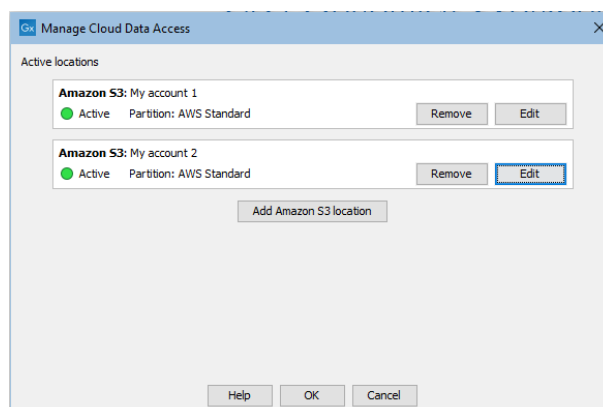 Gx Manage Cloud Data Access
Active locations
Amazon S3: My account 1
Active Partition: AWS Standard Remove Edit
Amazon S3: My account 2
Active Partition: AWS Standard Remove Edit
Add Amazon S3 location
Help OK Cancel